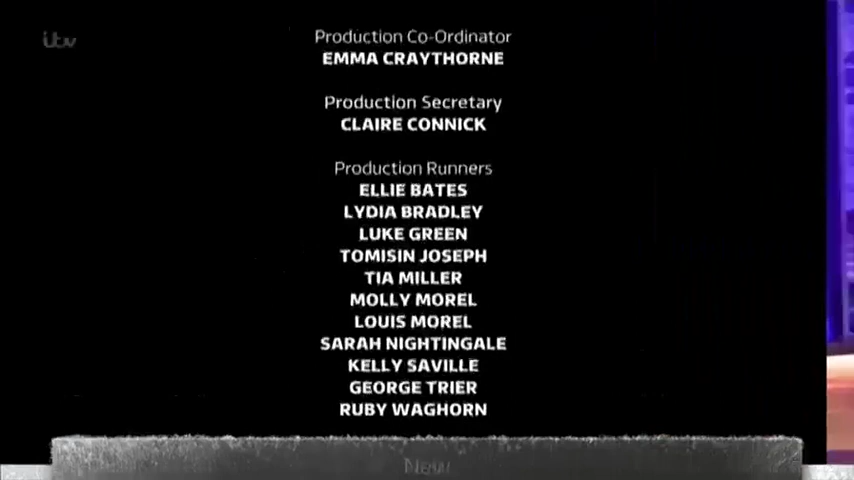 itv
Production Co-Ordinator
EMMA CRAYTHORNE
Production Secretary
CLAIRE CONNICK
Production Runners
ELLIE BATES
LYDIA BRADLEY
LUKE GREEN
TOMISIN JOSEPH
TIA MILLER
MOLLY MOREL
LOUIS MOREL
SARAH NIGHTINGALE
KELLY SAVILLE
GEORGE TRIER
RUBY WAGHORN
New